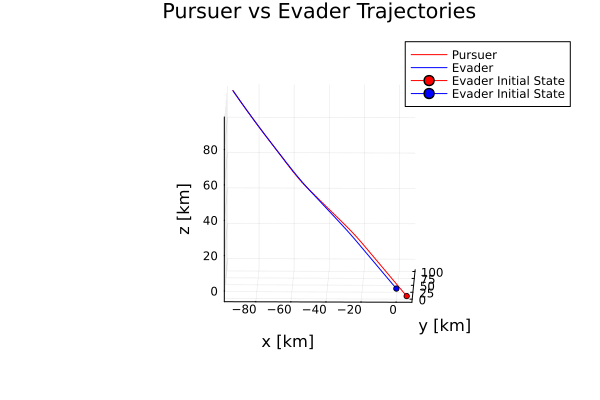 Pursuer vs Evader Trajectories
Pursuer
Evader
Evader Initial State
Evader Initial State
80
60
40
20
0
z [km]
−80 −60 −40 −20 0
x [km]
100
75
50
25
0
y [km]